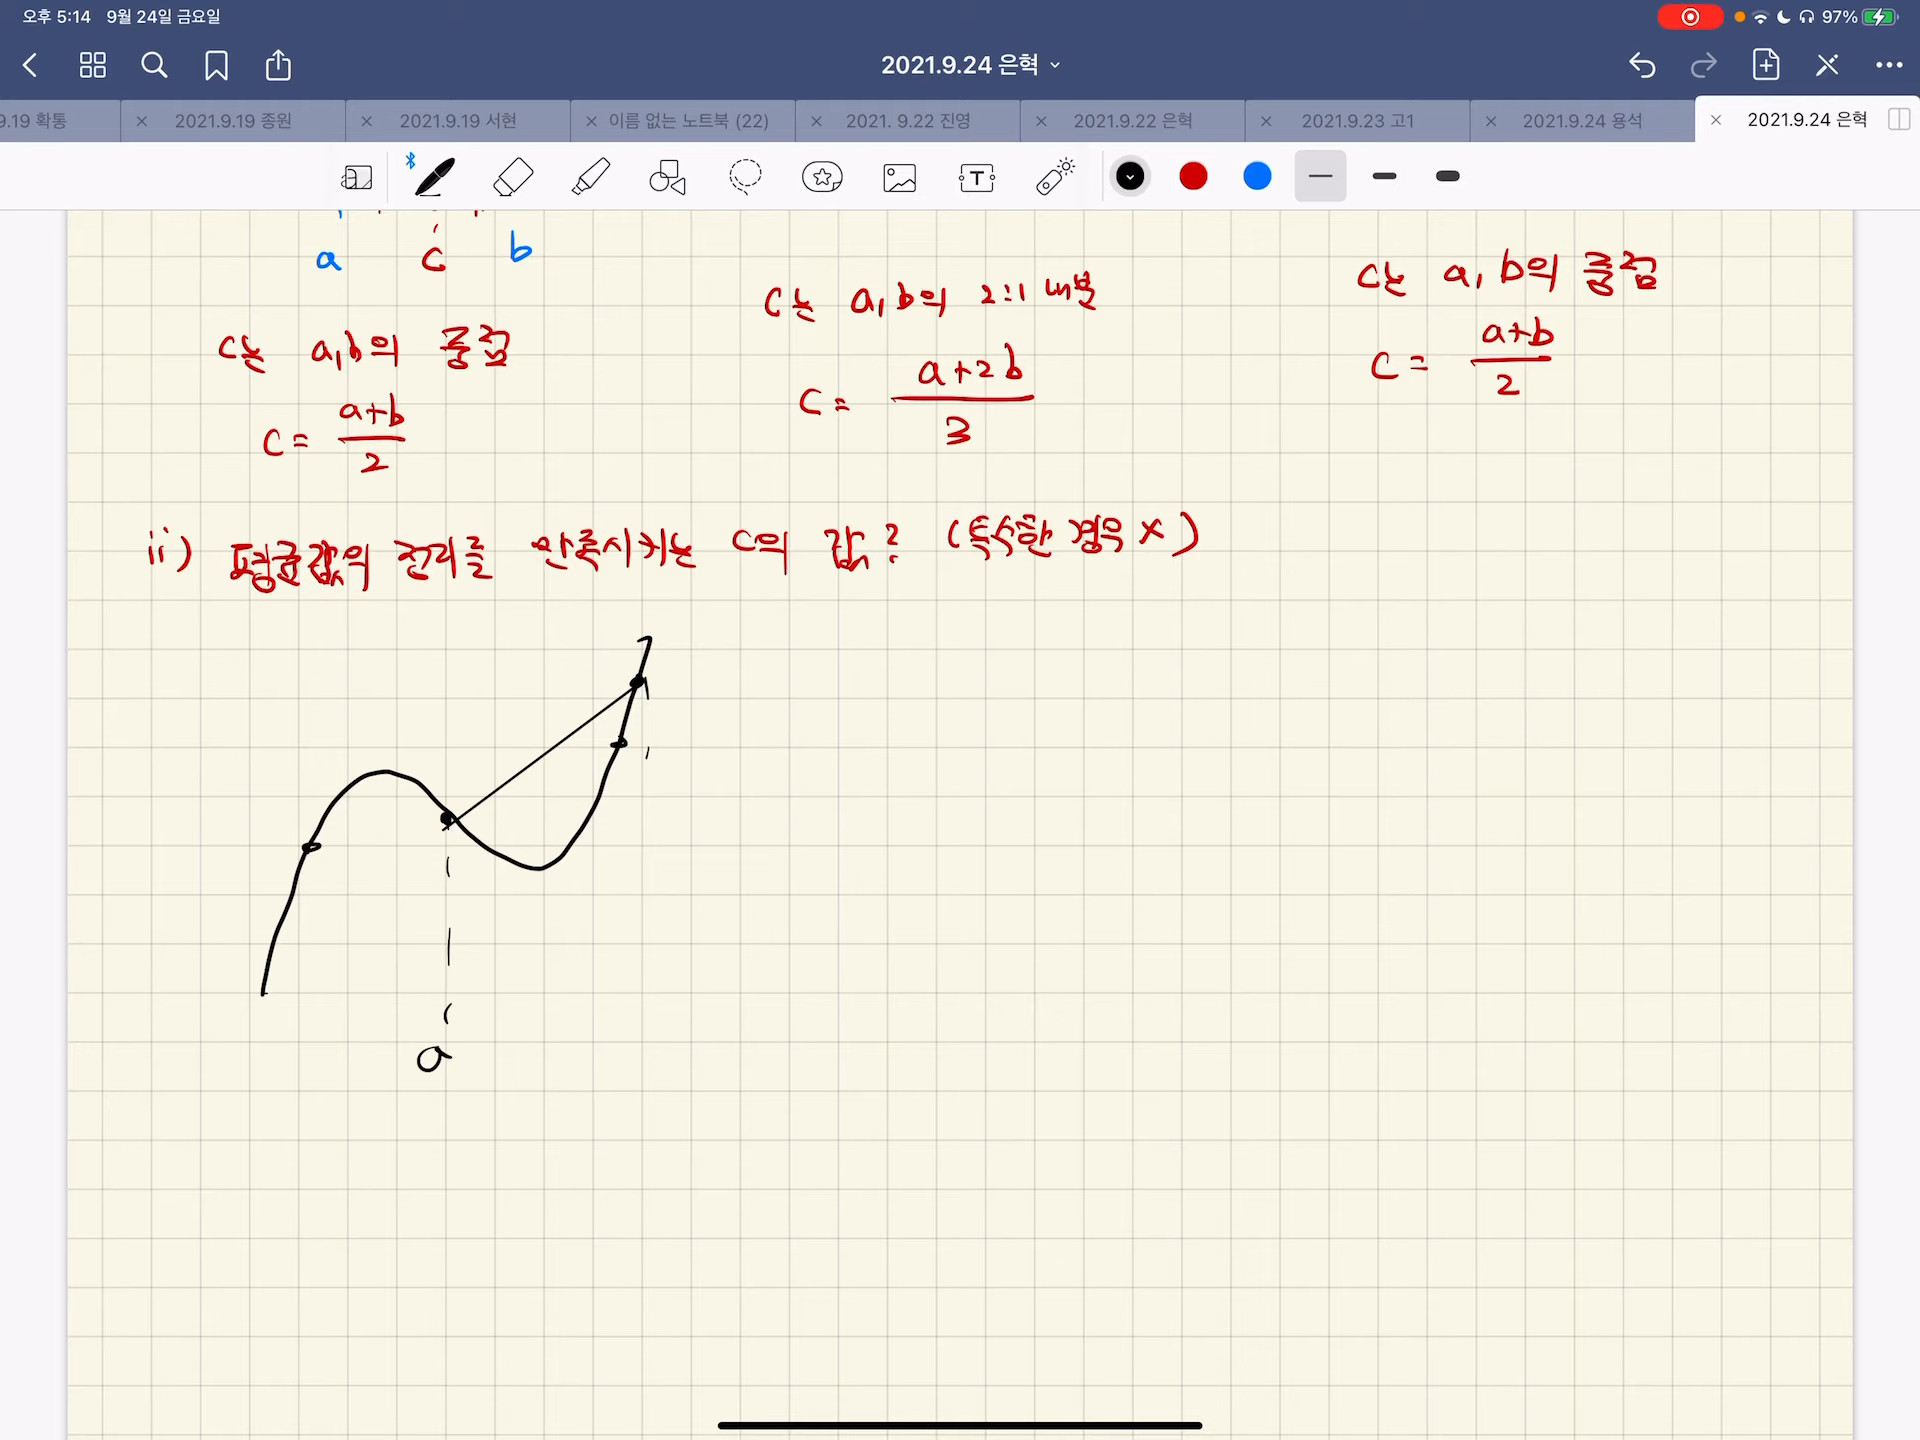 오후 5:14 9월 24일 금요일
97%
2021.9.24 은혁
9.19 확통
2021.9.19 종원
2021.9.19 서현
이름 없는 노트북 (22)
2021. 9.22 진영
2021.9.22 은혁
2021.9.23 고1
2021.9.24 용석
2021.9.24 은혁
a c b
c는 a,b의 중점
c = a+b / 2
c는 a,b의 2:1 내분
c = a+2b / 3
c는 a,b의 중점
c = a+b / 2
ii) 평균값의 정리를 만족시키는 c의 값? (특수한 경우 x)
a